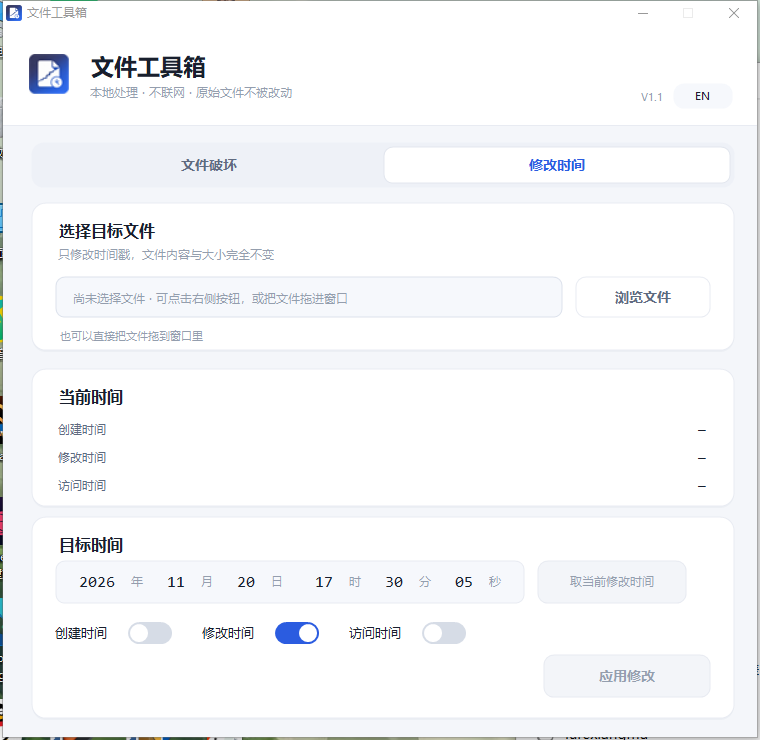 文件工具箱
文件工具箱
本地处理 · 不联网 · 原始文件不被改动
V1.1 EN
文件破坏 修改时间
选择目标文件
只修改时间戳，文件内容与大小完全不变
尚未选择文件 · 可点击右侧按钮，或把文件拖进窗口 浏览文件
也可以直接把文件拖到窗口里
当前时间
创建时间 –
修改时间 –
访问时间 –
目标时间
2026 年 11 月 20 日 17 时 30 分 05 秒 取当前修改时间
创建时间 修改时间 访问时间
应用修改